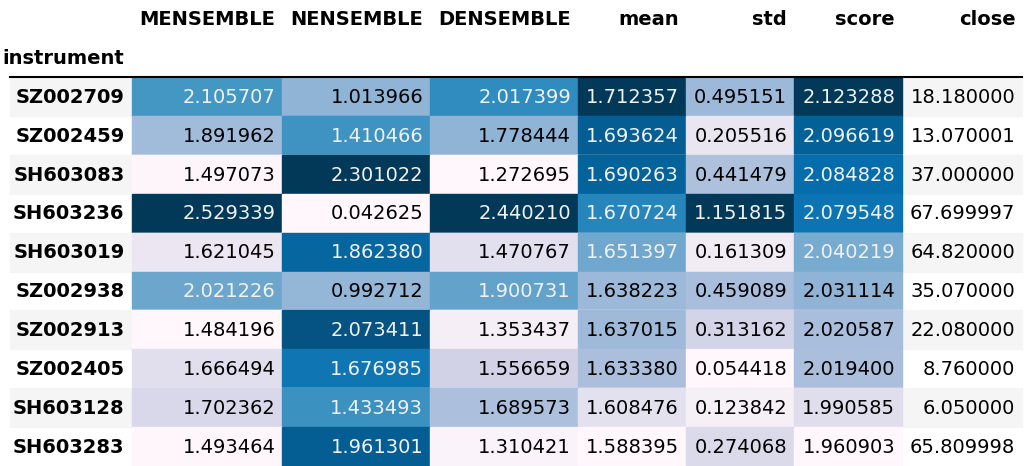 MENSEMBLE NENSEMBLE DENSEMBLE mean std score close
instrument
SZ002709 2.105707 1.013966 2.017399 1.712357 0.495151 2.123288 18.180000
SZ002459 1.891962 1.410466 1.778444 1.693624 0.205516 2.096619 13.070001
SH603083 1.497073 2.301022 1.272695 1.690263 0.441479 2.084828 37.000000
SH603236 2.529339 0.042625 2.440210 1.670724 1.151815 2.079548 67.699997
SH603019 1.621045 1.862380 1.470767 1.651397 0.161309 2.040219 64.820000
SZ002938 2.021226 0.992712 1.900731 1.638223 0.459089 2.031114 35.070000
SZ002913 1.484196 2.073411 1.353437 1.637015 0.313162 2.020587 22.080000
SZ002405 1.666494 1.676985 1.556659 1.633380 0.054418 2.019400 8.760000
SH603128 1.702362 1.433493 1.689573 1.608476 0.123842 1.990585 6.050000
SH603283 1.493464 1.961301 1.310421 1.588395 0.274068 1.960903 65.809998